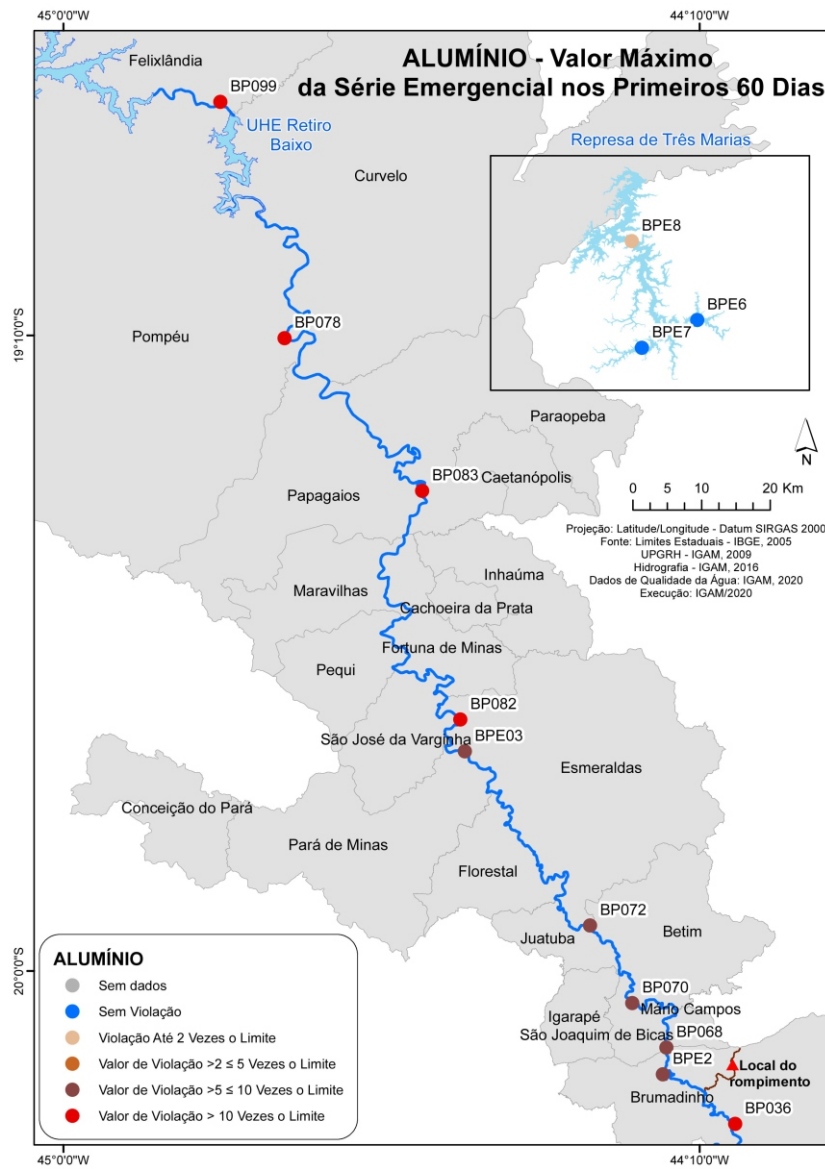 45°0'0"W
44°10'0"W
ALUMÍNIO - Valor Máximo
da Série Emergencial nos Primeiros 60 Dias
Felixlândia
BP099
UHE Retiro
Baixo
Curvelo
Represa de Três Marias
BPE8
BPE6
BPE7
19°10'0"S
Pompéu
BP078
Paraopeba
N
BP083
Caetanópolis
Papagaios
0 5 10 20 Km
Projeção: Latitude/Longitude - Datum SIRGAS 2000
Fonte: Limites Estaduais - IBGE, 2005
UPGRH - IGAM, 2009
Hidrografia - IGAM, 2016
Dados de Qualidade da Água: IGAM, 2020
Execução: IGAM/2020
Inhaúma
Maravilhas
Cachoeira da Prata
Fortuna de Minas
Pequi
BP082
São José da Varginha
BPE03
Esmeraldas
Conceição do Pará
Pará de Minas
Florestal
BP072
Juatuba
Betim
20°0'0"S
BP070
Mário Campos
Igarapé
São Joaquim de Bicas
BP068
BPE2
Local do
rompimento
Brumadinho
BP036
ALUMÍNIO
Sem dados
Sem Violação
Violação Até 2 Vezes o Limite
Valor de Violação >2 ≤ 5 Vezes o Limite
Valor de Violação >5 ≤ 10 Vezes o Limite
Valor de Violação > 10 Vezes o Limite
45°0'0"W
44°10'0"W